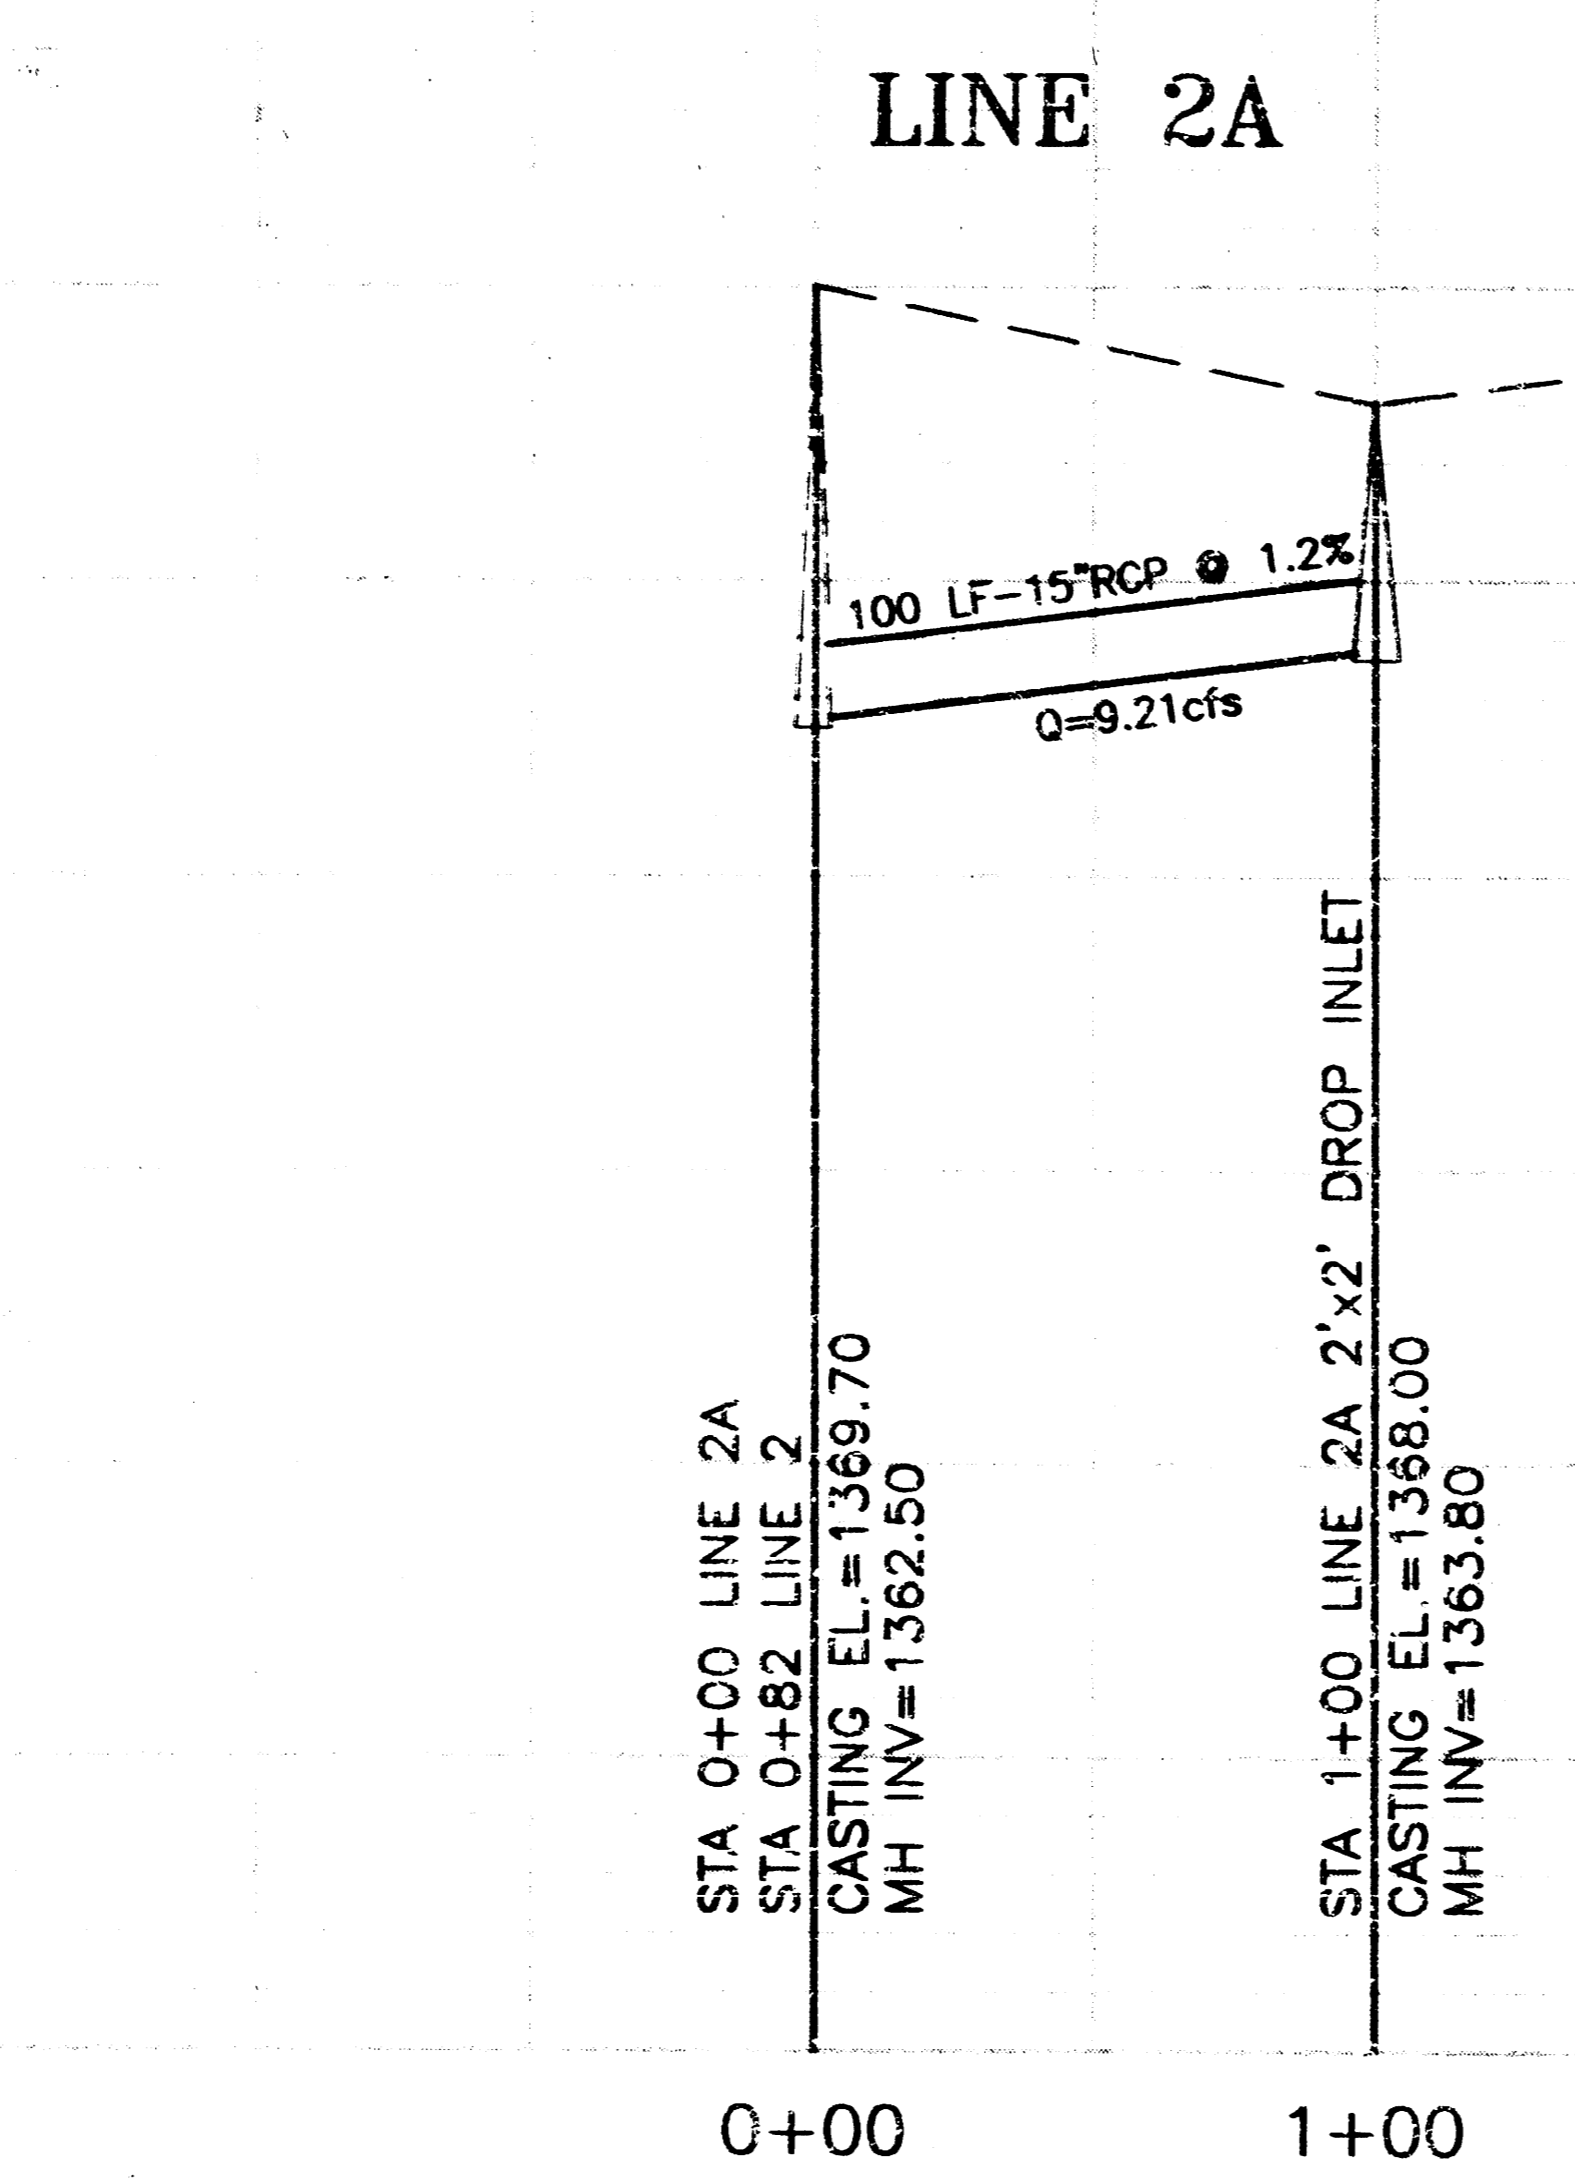 LINE 2A
100 LF-15"RCP @ 1.2%
Q=9.21cfs
STA 0+00 LINE 2A
STA 0+82 LINE 2
CASTING EL.=1369.70
MH INV=1362.50
STA 1+00 LINE 2A 2'x2' DROP INLET
CASTING EL.=1368.00
MH INV=1363.80
0+00
1+00